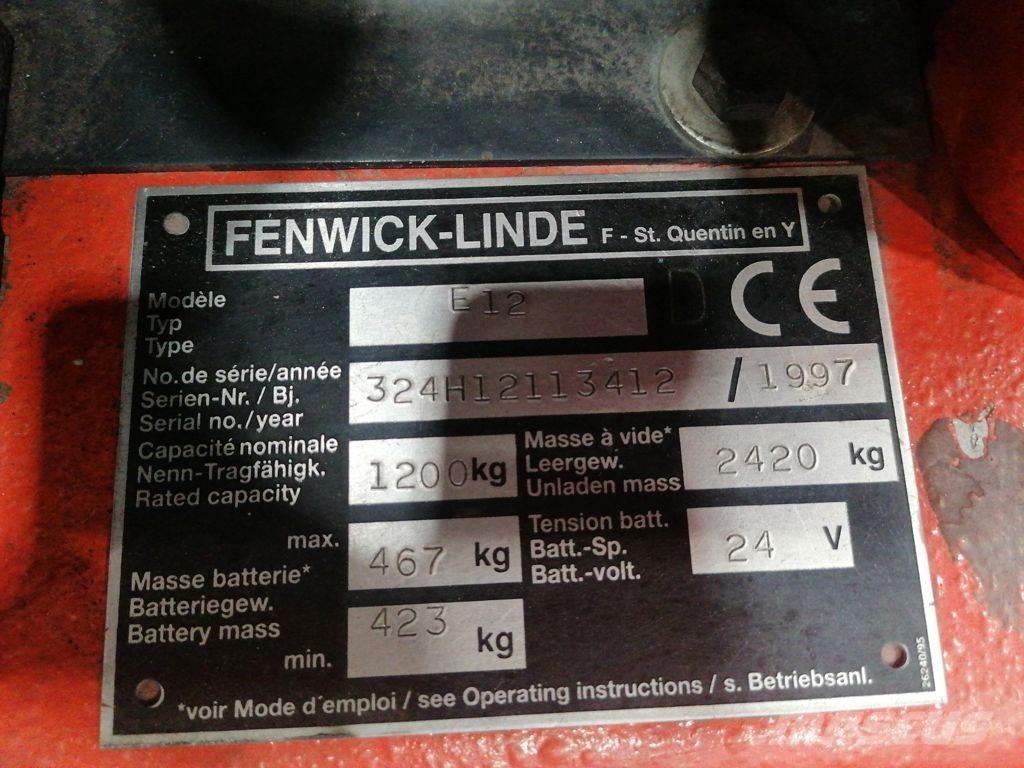 FENWICK-LINDE F - St. Quentin en Y
Modèle
Typ
Type
E12
CE
No. de série/année
Serien-Nr. / Bj.
Serial no./year
324H12113412 / 1997
Capacité nominale
Nenn-Tragfähigk.
Rated capacity
1200 kg
Masse à vide*
Leergew.
Unladen mass
2420 kg
max.
467 kg
Tension batt.
Batt.-Sp.
Batt.-volt.
24 V
Masse batterie*
Batteriegew.
Battery mass
min.
423 kg
*voir Mode d'emploi / see Operating instructions / s. Betriebsanl.
26240/95